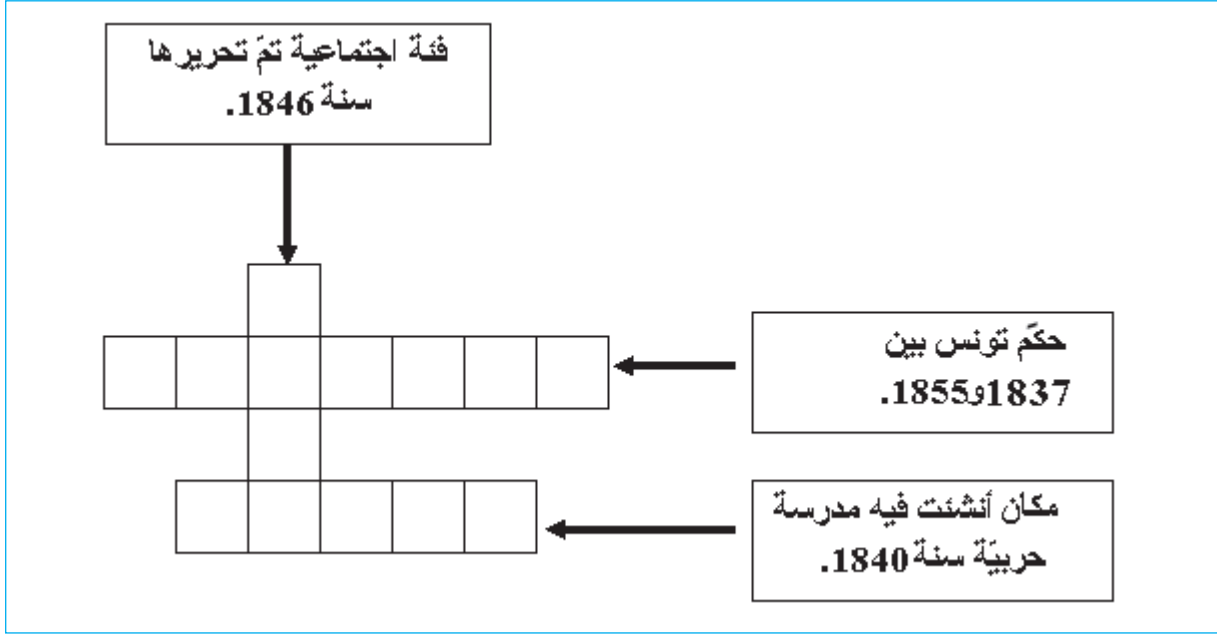 فئة اجتماعية تمّ تحريرها
سنة 1846.
حكَم تونس بين
1837و1855.
مكان أنشئت فيه مدرسة
حربيّة سنة 1840.